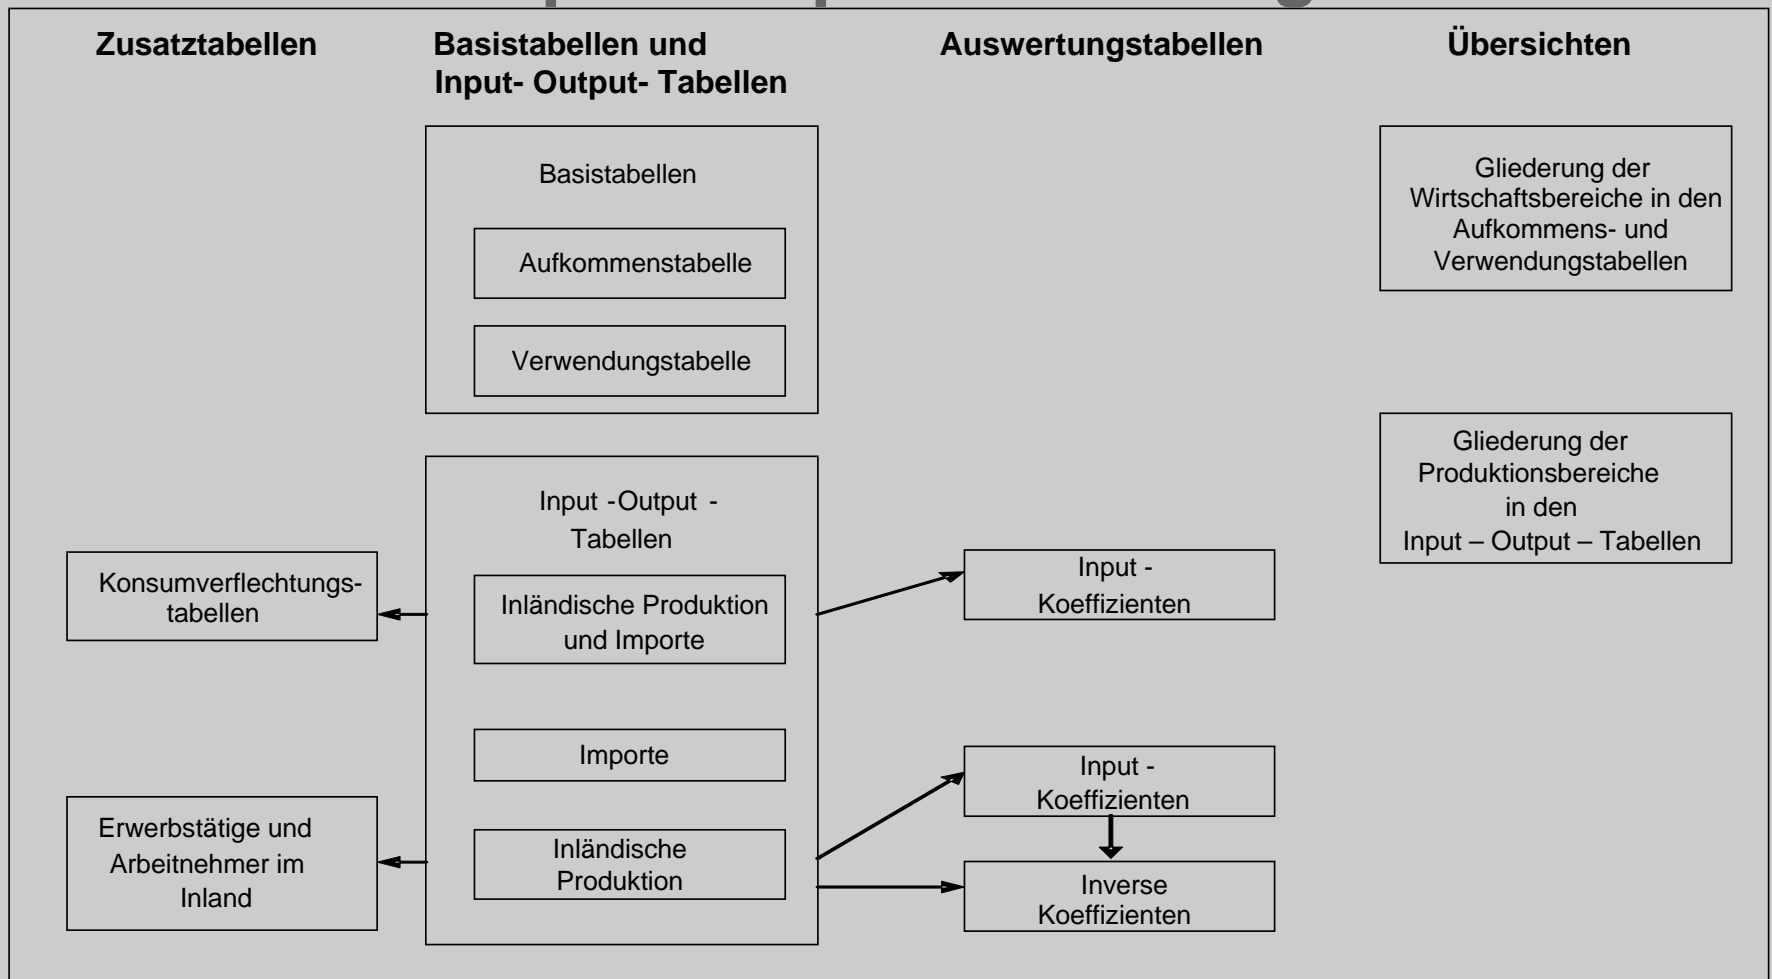 Zusatztabellen
Basistabellen und
Input- Output- Tabellen
Auswertungstabellen
Übersichten
Basistabellen
Aufkommenstabelle
Verwendungstabelle
Gliederung der
Wirtschaftsbereiche in den
Aufkommens- und
Verwendungstabellen
Gliederung der
Produktionsbereiche
in den
Input – Output – Tabellen
Input -Output -
Tabellen
Konsumverflechtungs-
tabellen
Inländische Produktion
und Importe
Input -
Koeffizienten
Importe
Input -
Koeffizienten
Erwerbstätige und
Arbeitnehmer im
Inland
Inländische
Produktion
Inverse
Koeffizienten